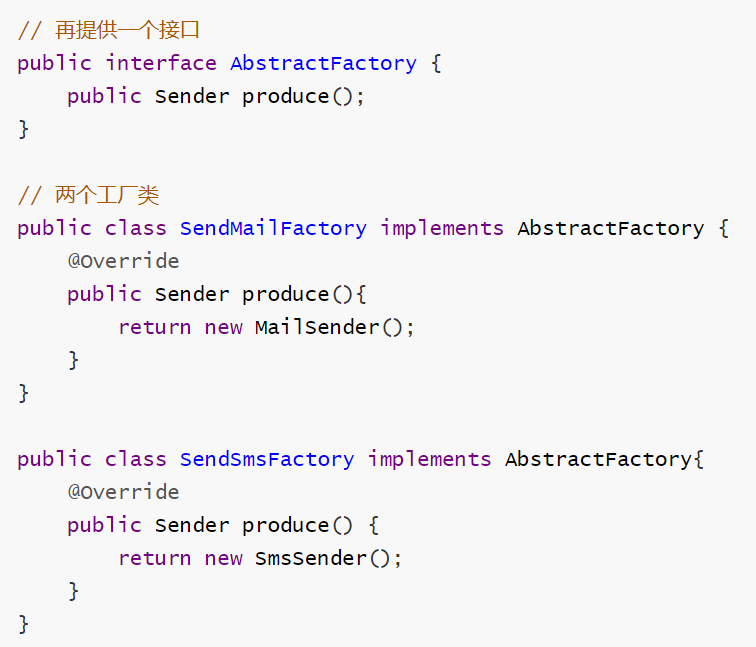 // 再提供一个接口
public interface AbstractFactory {
    public Sender produce();
}

// 两个工厂类
public class SendMailFactory implements AbstractFactory {
    @Override
    public Sender produce(){
        return new MailSender();
    }
}

public class SendSmsFactory implements AbstractFactory{
    @Override
    public Sender produce() {
        return new SmsSender();
    }
}